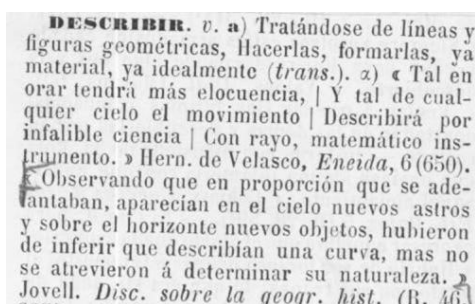 DESCRIBIR. v. a) Tratándose de líneas y
figuras geométricas, Hacerlas, formarlas, ya
material, ya idealmente (trans.). α) « Tal en
orar tendrá más elocuencia, | Y tal de cual-
quier cielo el movimiento | Describirá por
infalible ciencia | Con rayo, matemático ins-
trumento. » Hern. de Velasco, Eneida, 6 (650).
« Observando que en proporción que se ade-
lantaban, aparecían en el cielo nuevos astros
y sobre el horizonte nuevos objetos, hubieron
de inferir que describían una curva, mas no
se atrevieron á determinar su naturaleza. »
Jovell. Disc. sobre la geogr. hist. (R.